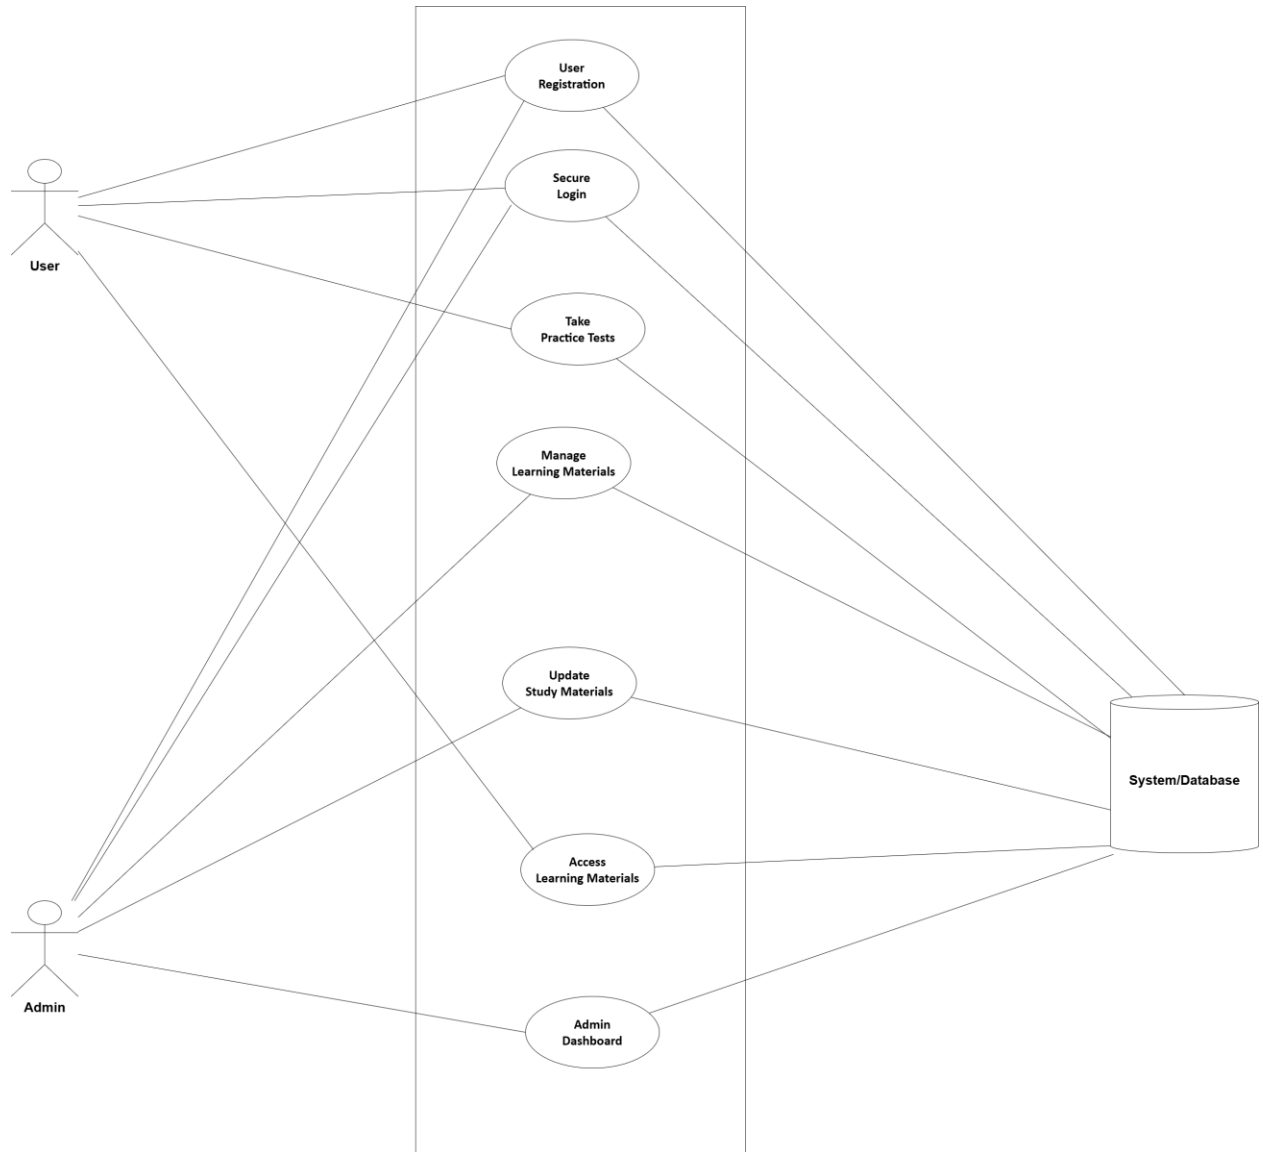 User
Registration
Secure
Login
User
Take
Practice Tests
Manage
Learning Materials
Update
Study Materials
System/Database
Access
Learning Materials
Admin
Admin
Dashboard